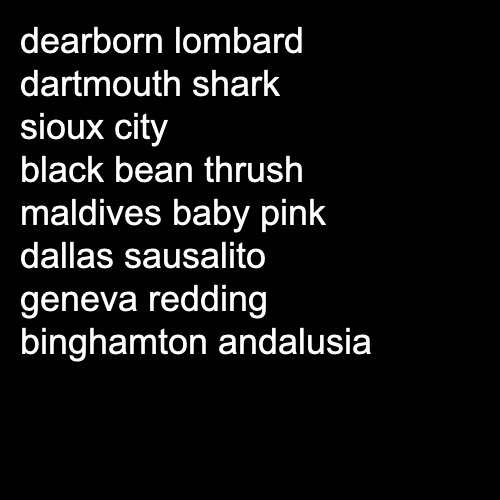 dearborn lombard
dartmouth shark
sioux city
black bean thrush
maldives baby pink
dallas sausalito
geneva redding
binghamton andalusia